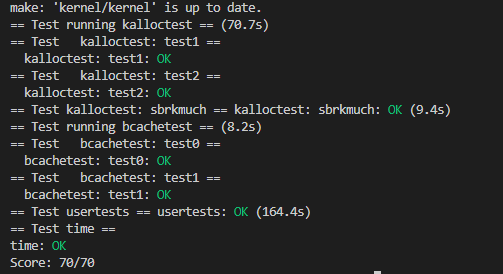 make: 'kernel/kernel' is up to date.
== Test running kalloctest == (70.7s)
== Test   kalloctest: test1 ==
  kalloctest: test1: OK
== Test   kalloctest: test2 ==
  kalloctest: test2: OK
== Test kalloctest: sbrkmuch == kalloctest: sbrkmuch: OK (9.4s)
== Test running bcachetest == (8.2s)
== Test   bcachetest: test0 ==
  bcachetest: test0: OK
== Test   bcachetest: test1 ==
  bcachetest: test1: OK
== Test usertests == usertests: OK (164.4s)
== Test time ==
time: OK
Score: 70/70